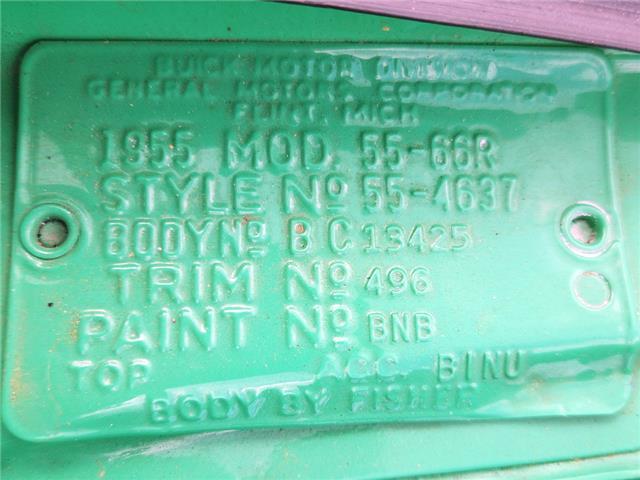 BUICK MOTOR DIVISION
GENERAL MOTORS CORPORATION
FLINT, MICH
1955 MOD. 55-66R
STYLE Nº 55-4637
BODY Nº B C 13425
TRIM Nº 496
PAINT Nº BNB
TOP ACC. BINU
BODY BY FISHER